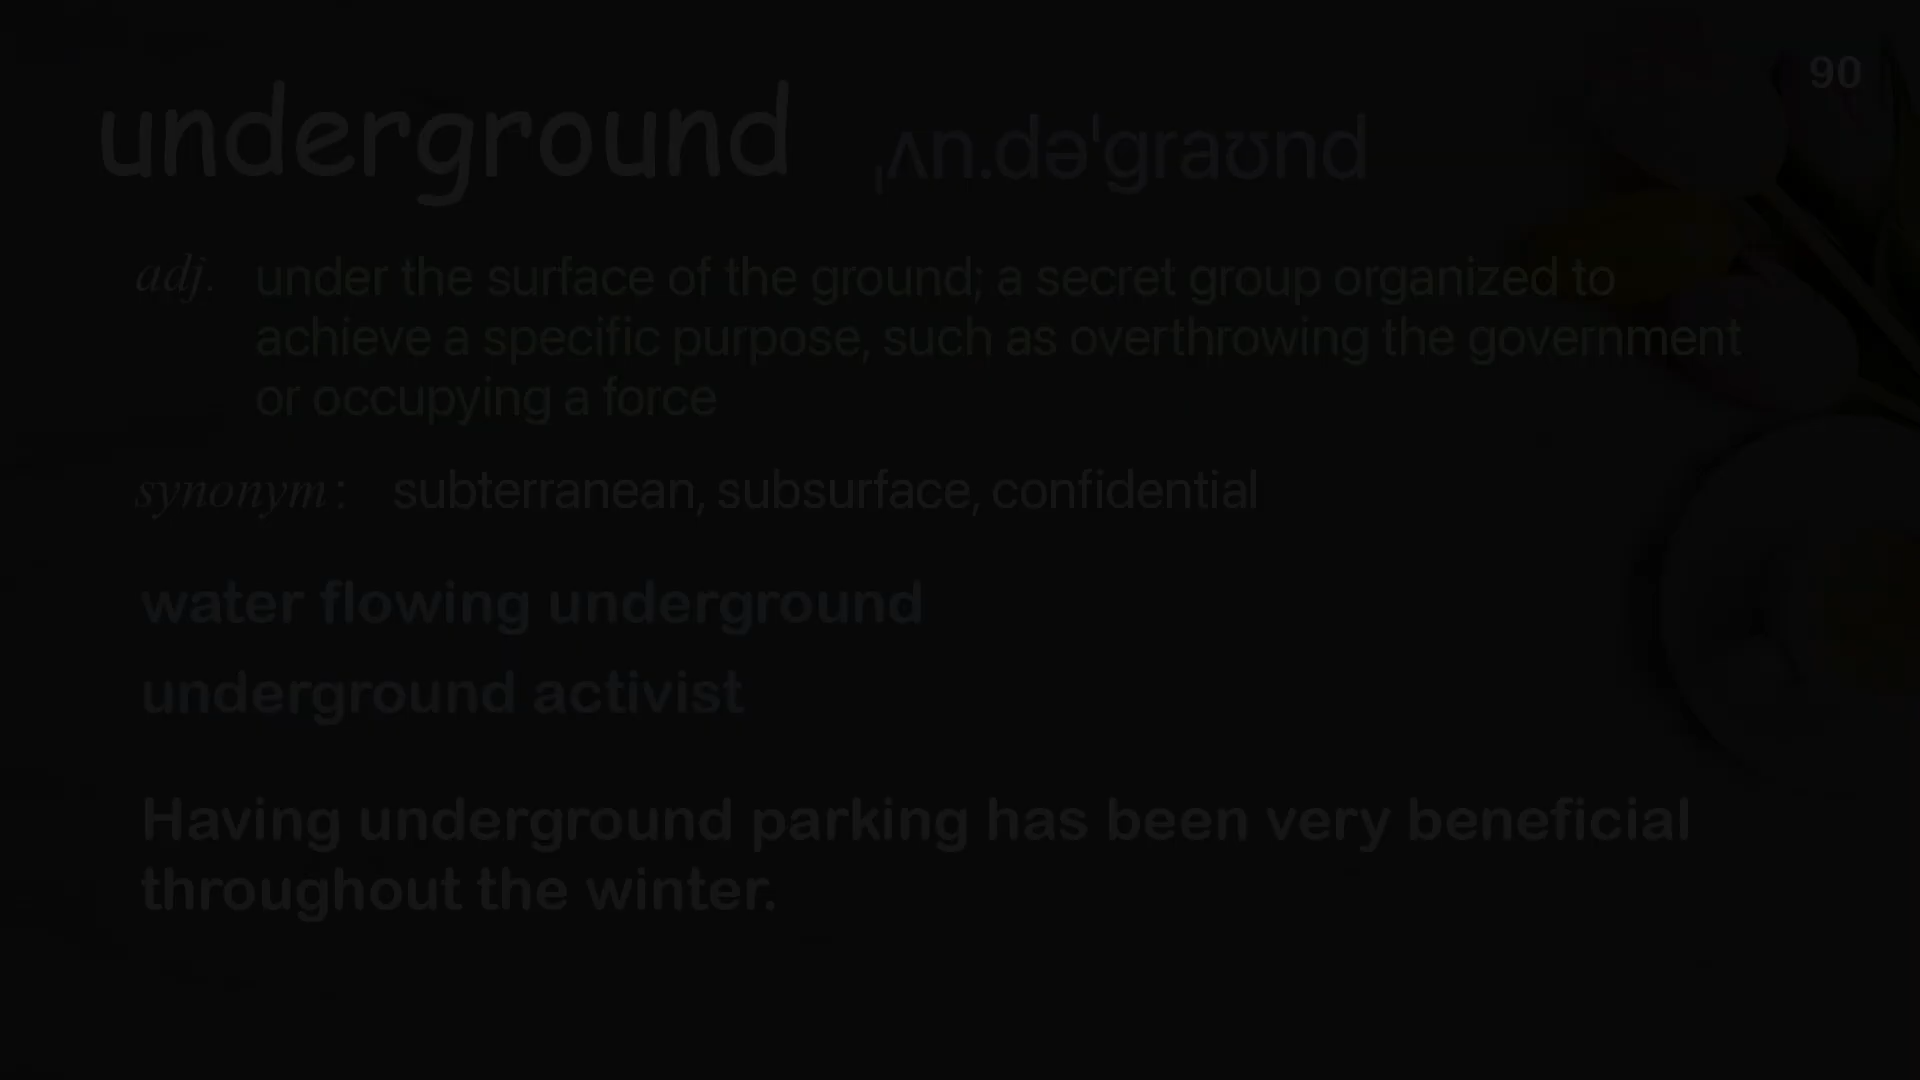 90
underground ˌʌn.dəˈɡraʊnd
adj. under the surface of the ground; a secret group organized to
achieve a specific purpose, such as overthrowing the government
or occupying a force
synonym : subterranean, subsurface, confidential
water flowing underground
underground activist
Having underground parking has been very beneficial
throughout the winter.